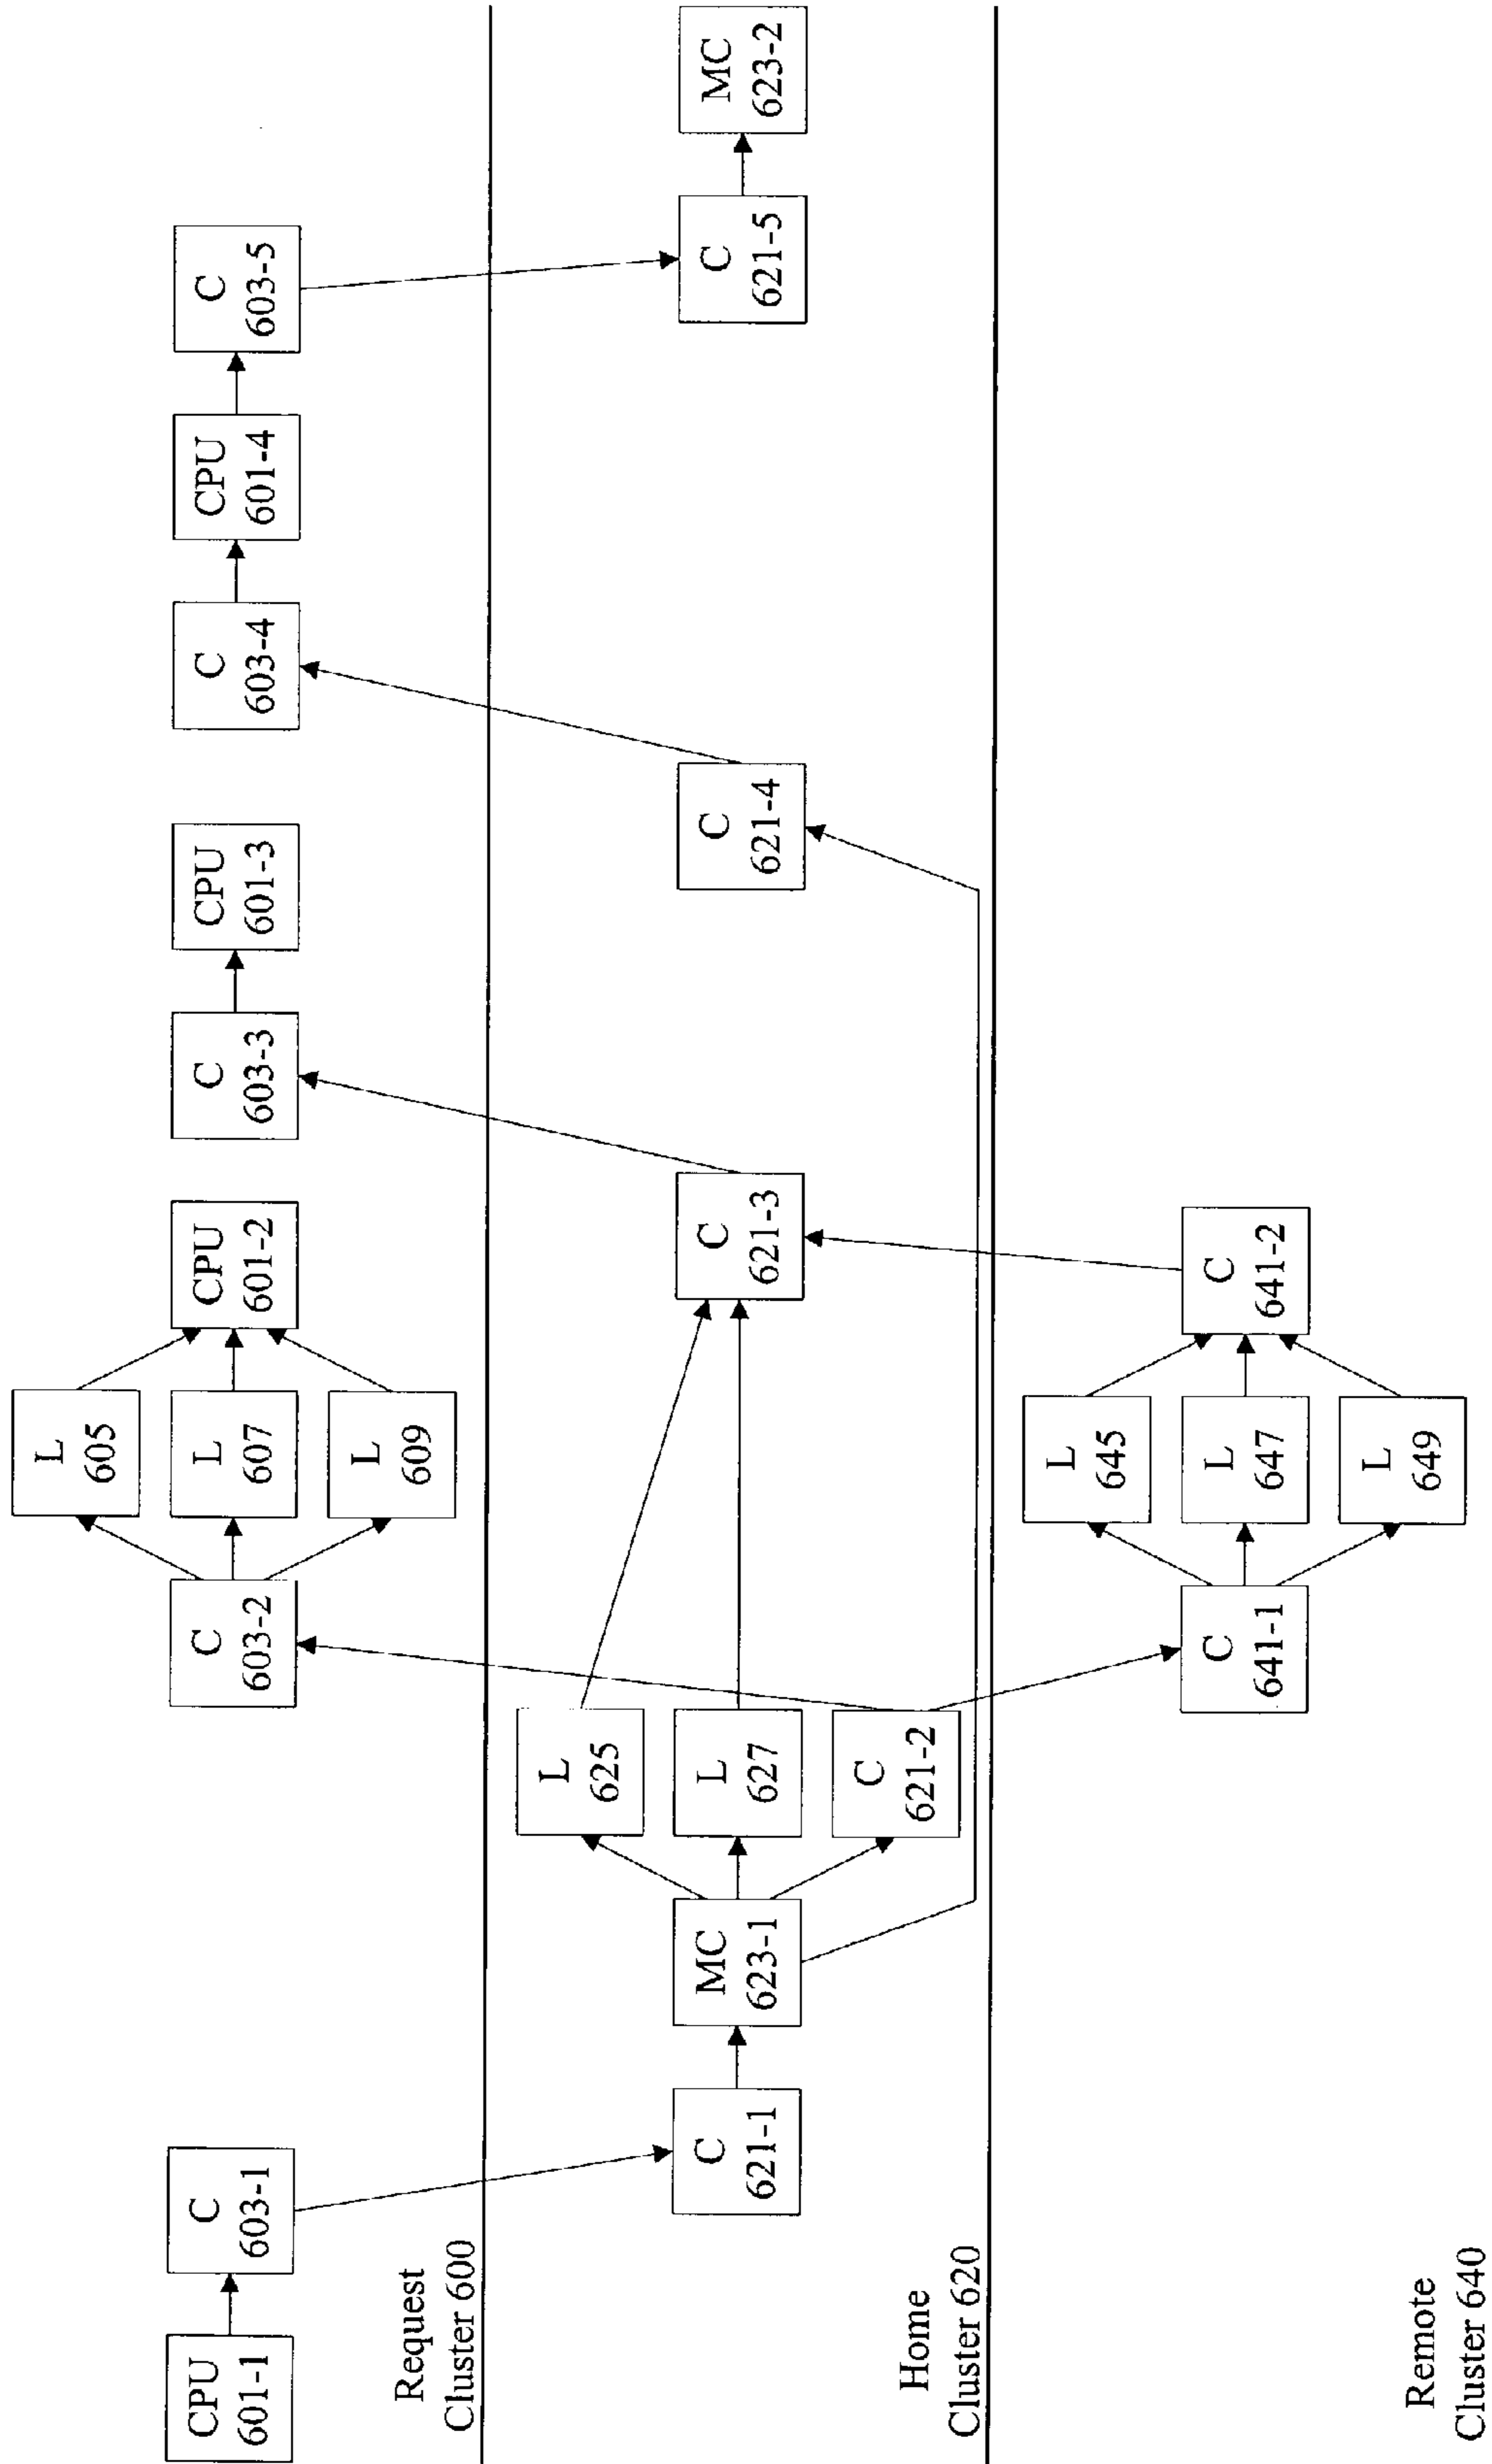 CPU
601-1
C
603-1
C
603-2
L
605
L
607
L
609
CPU
601-2
C
603-3
CPU
601-3
C
603-4
CPU
601-4
C
603-5
Request
Cluster 600
C
621-1
MC
623-1
L
625
L
627
C
621-2
C
621-3
C
621-4
C
621-5
MC
623-2
Home
Cluster 620
C
641-1
L
645
L
647
L
649
C
641-2
Remote
Cluster 640